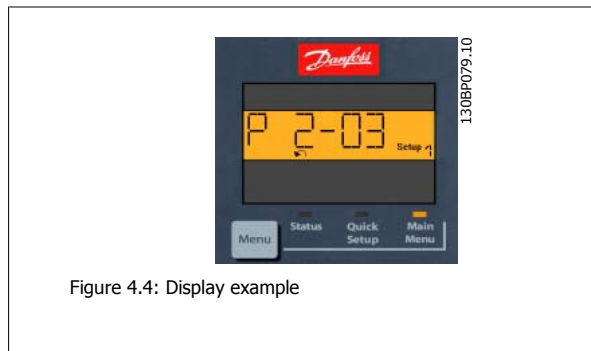 Danfoss
130BP079.10
P 2-03
Setup 1
Menu
Status
Quick Setup
Main Menu
Figure 4.4: Display example